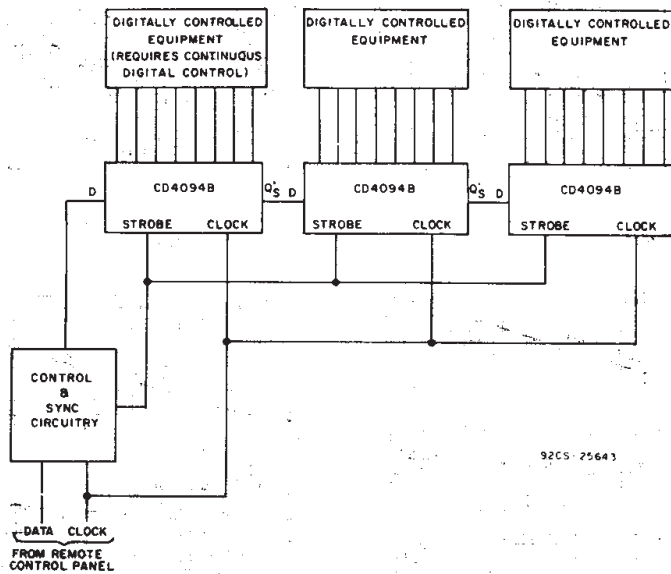 DIGITALLY CONTROLLED
EQUIPMENT
(REQUIRES CONTINUOUS
DIGITAL CONTROL)
DIGITALLY CONTROLLED
EQUIPMENT
DIGITALLY CONTROLLED
EQUIPMENT
D
CD4094B
STROBE CLOCK
Q'S D
CD4094B
STROBE CLOCK
Q'S D
CD4094B
STROBE CLOCK
CONTROL
&
SYNC
CIRCUITRY
92CS-25643
DATA CLOCK
FROM REMOTE
CONTROL PANEL